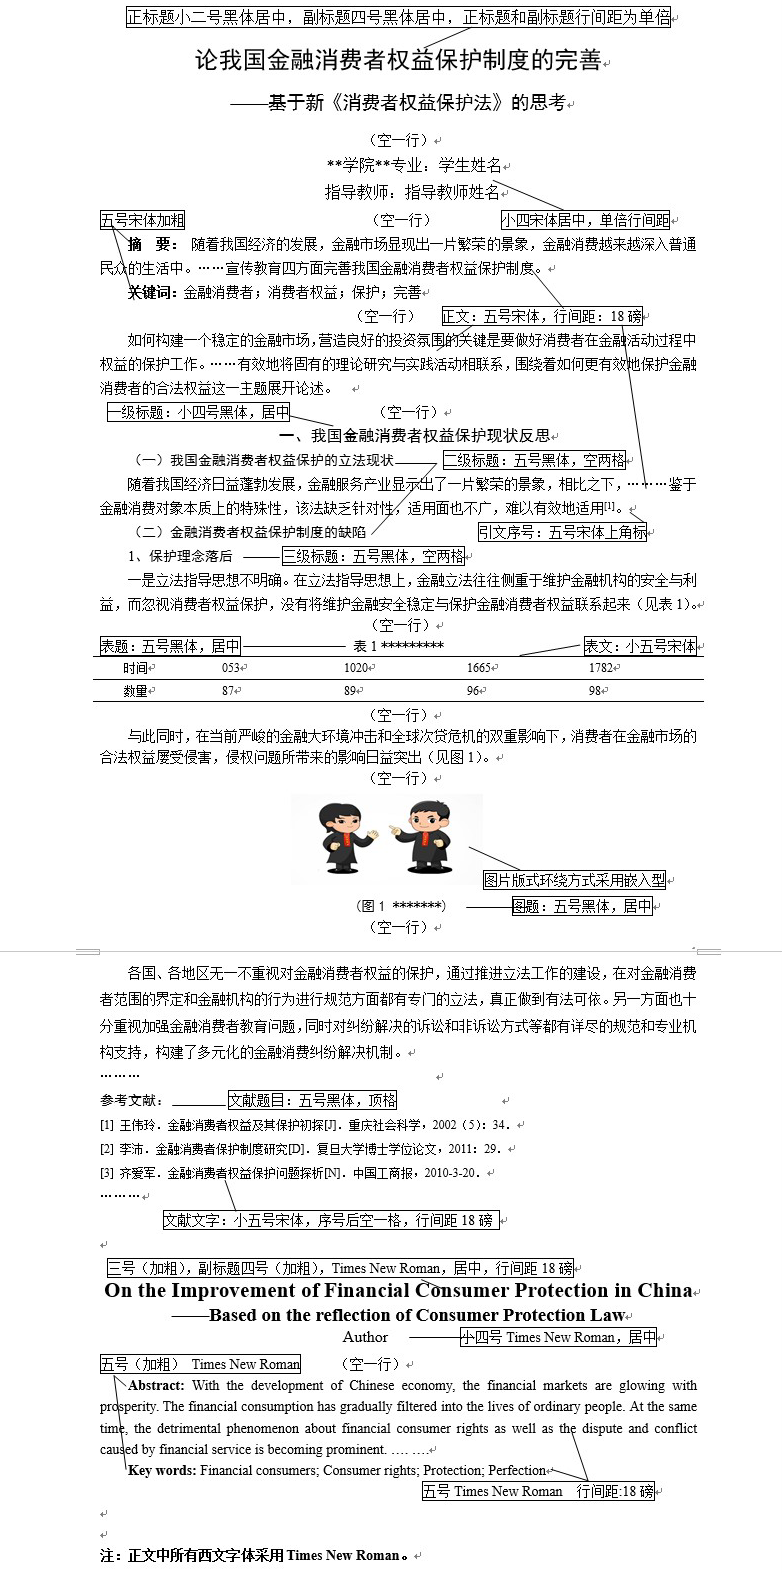 正标题小二号黑体居中，副标题四号黑体居中，正标题和副标题行间距为单倍
论我国金融消费者权益保护制度的完善
——基于新《消费者权益保护法》的思考
（空一行）
**学院**专业：学生姓名
指导教师：指导教师姓名
五号宋体加粗 （空一行） 小四宋体居中，单倍行间距
摘 要： 随着我国经济的发展，金融市场显现出一片繁荣的景象，金融消费越来越深入普通
民众的生活中。……宣传教育四方面完善我国金融消费者权益保护制度。
关键词：金融消费者；消费者权益；保护；完善
（空一行） 正文：五号宋体，行间距：18 磅
如何构建一个稳定的金融市场，营造良好的投资氛围的关键是要做好消费者在金融活动过程中
权益的保护工作。……有效地将固有的理论研究与实践活动相联系，围绕着如何更有效地保护金融
消费者的合法权益这一主题展开论述。
一级标题：小四号黑体，居中 （空一行）
一、我国金融消费者权益保护现状反思
（一）我国金融消费者权益保护的立法现状 二级标题：五号黑体，空两格
随着我国经济日益蓬勃发展，金融服务产业显示出了一片繁荣的景象，相比之下，………鉴于
金融消费对象本质上的特殊性，该法缺乏针对性，适用面也不广，难以有效地适用[1]。
（二）金融消费者权益保护制度的缺陷 引文序号：五号宋体上角标
1、保护理念落后 三级标题：五号黑体，空两格
一是立法指导思想不明确。在立法指导思想上，金融立法往往侧重于维护金融机构的安全与利
益，而忽视消费者权益保护，没有将维护金融安全稳定与保护金融消费者权益联系起来（见表 1）。
（空一行）
表题：五号黑体，居中 表 1 ********* 表文：小五号宋体
时间 053 1020 1665 1782
数量 87 89 96 98
（空一行）
与此同时，在当前严峻的金融大环境冲击和全球次贷危机的双重影响下，消费者在金融市场的
合法权益屡受侵害，侵权问题所带来的影响日益突出（见图 1）。
（空一行）
图片版式环绕方式采用嵌入型
（图 1 *******） 图题：五号黑体，居中
（空一行）
各国、各地区无一不重视对金融消费者权益的保护，通过推进立法工作的建设，在对金融消费
者范围的界定和金融机构的行为进行规范方面都有专门的立法，真正做到有法可依。另一方面也十
分重视加强金融消费者教育问题，同时对纠纷解决的诉讼和非诉讼方式等都有详尽的规范和专业机
构支持，构建了多元化的金融消费纠纷解决机制。
………
参考文献： 文献题目：五号黑体，顶格
[1] 王伟玲．金融消费者权益及其保护初探[J]．重庆社会科学，2002（5）：34．
[2] 李沛．金融消费者保护制度研究[D]．复旦大学博士学位论文，2011：29．
[3] 齐爱军．金融消费者权益保护问题探析[N]．中国工商报，2010-3-20．
………
文献文字：小五号宋体，序号后空一格，行间距 18 磅
三号（加粗），副标题四号（加粗），Times New Roman，居中，行间距 18 磅
On the Improvement of Financial Consumer Protection in China
——Based on the reflection of Consumer Protection Law
Author 小四号 Times New Roman，居中
五号（加粗） Times New Roman （空一行）
Abstract: With the development of Chinese economy, the financial markets are glowing with
prosperity. The financial consumption has gradually filtered into the lives of ordinary people. At the same
time, the detrimental phenomenon about financial consumer rights as well as the dispute and conflict
caused by financial service is becoming prominent. …. ….
Key words: Financial consumers; Consumer rights; Protection; Perfection
五号 Times New Roman 行间距:18 磅
注：正文中所有西文字体采用 Times New Roman。